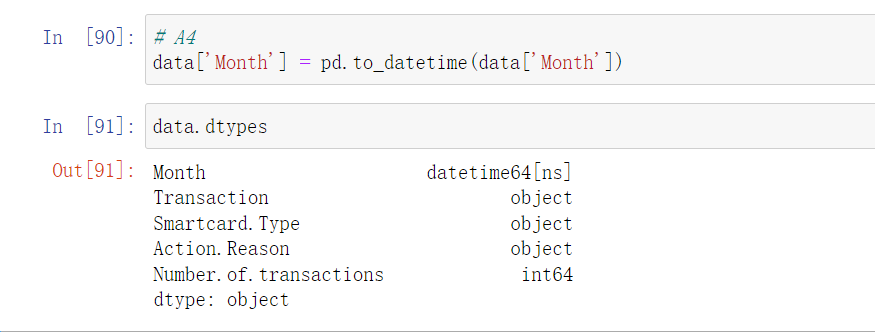 In [90]: # A4
data['Month'] = pd.to_datetime(data['Month'])
In [91]: data.dtypes
Out[91]: Month datetime64[ns]
Transaction object
Smartcard.Type object
Action.Reason object
Number.of.transactions int64
dtype: object